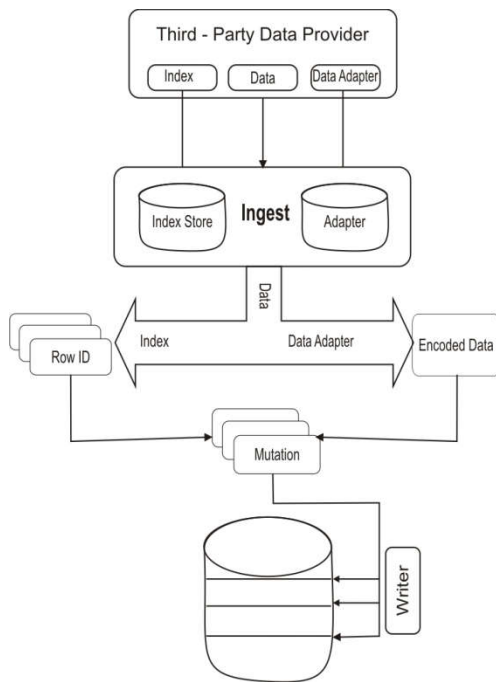 Third - Party Data Provider
Index
Data
Data Adapter
Index Store
Ingest
Adapter
Data
Index
Data Adapter
Row ID
Encoded Data
Mutation
Writer